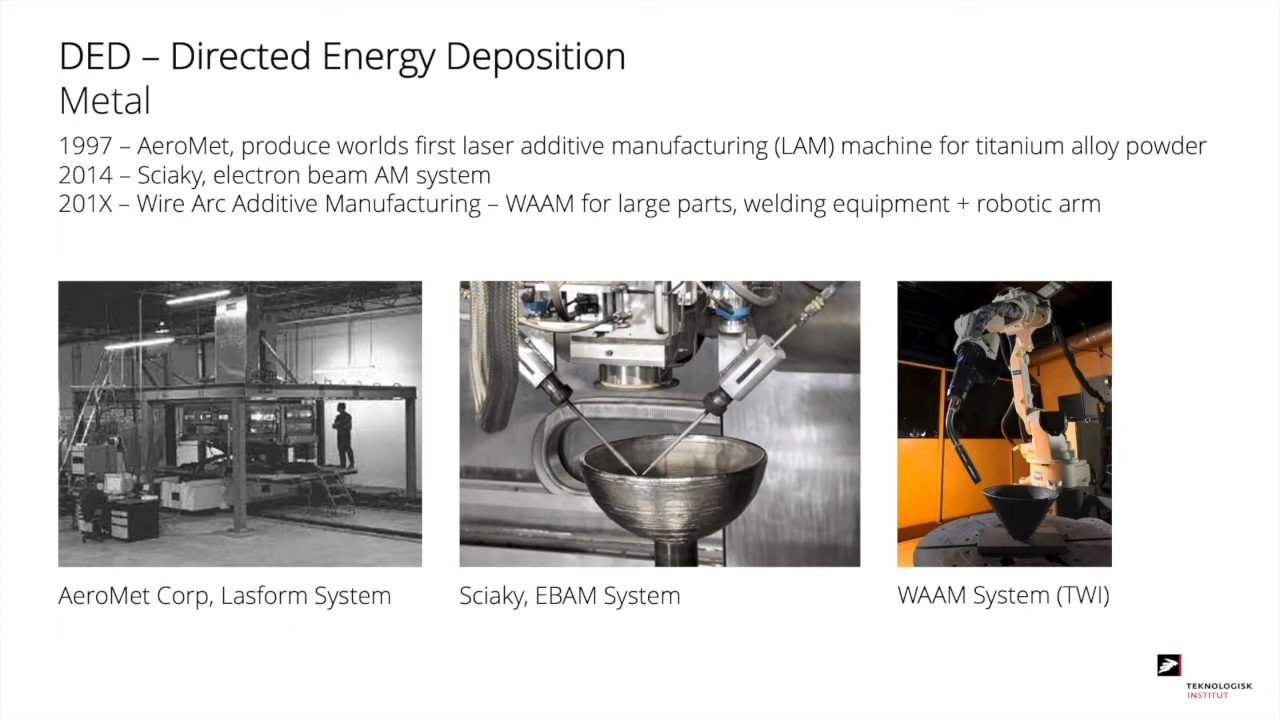 DED – Directed Energy Deposition
Metal
1997 – AeroMet, produce worlds first laser additive manufacturing (LAM) machine for titanium alloy powder
2014 – Sciaky, electron beam AM system
201X – Wire Arc Additive Manufacturing – WAAM for large parts, welding equipment + robotic arm
AeroMet Corp, Lasform System
Sciaky, EBAM System
WAAM System (TWI)
TEKNOLOGISK
INSTITUT